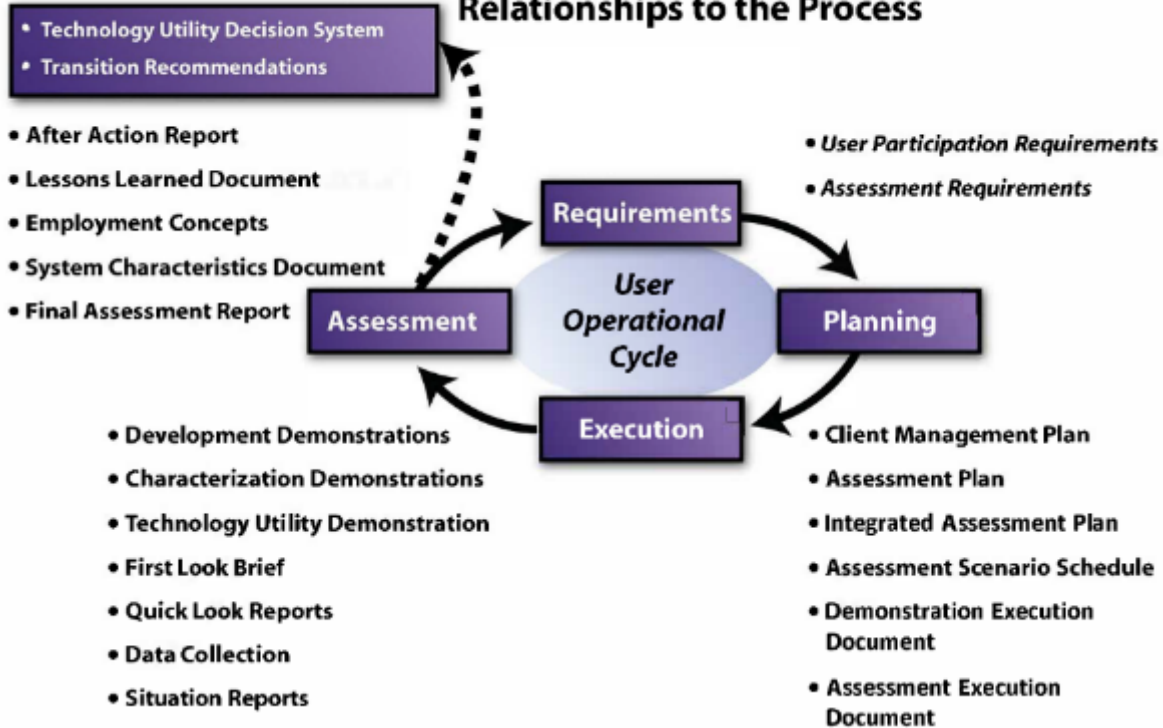 Relationships to the Process
• Technology Utility Decision System
• Transition Recommendations
• After Action Report
• Lessons Learned Document
• Employment Concepts
• System Characteristics Document
• Final Assessment Report
• User Participation Requirements
• Assessment Requirements
Requirements
Assessment
User
Operational
Cycle
Planning
Execution
• Development Demonstrations
• Characterization Demonstrations
• Technology Utility Demonstration
• First Look Brief
• Quick Look Reports
• Data Collection
• Situation Reports
• Client Management Plan
• Assessment Plan
• Integrated Assessment Plan
• Assessment Scenario Schedule
• Demonstration Execution
Document
• Assessment Execution
Document